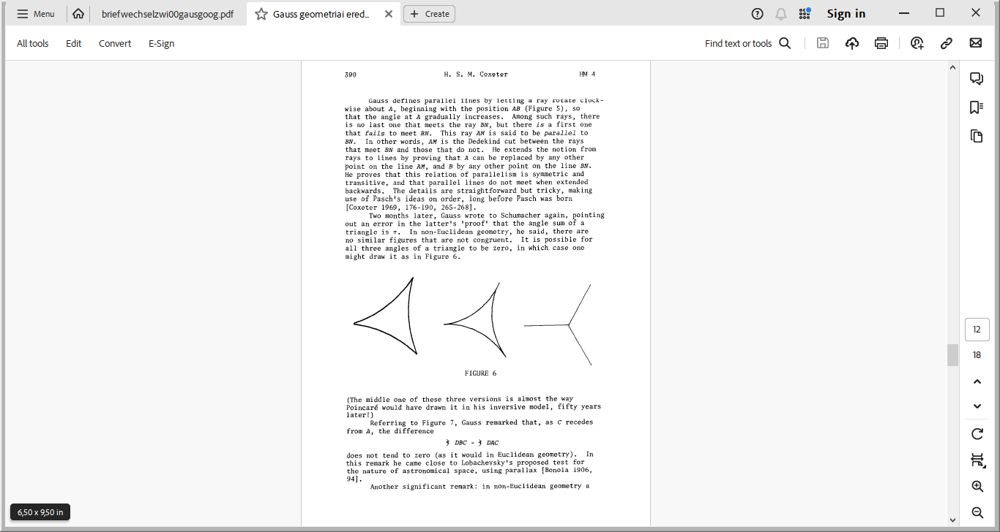 Menu
briefwechselzwi00gausgoog.pdf
Gauss geometriai ered...
Create
Sign in
All tools
Edit
Convert
E-Sign
Find text or tools
390 H. S. M. Coxeter HM 4
Gauss defines parallel lines by letting a ray rotate clock-
wise about A, beginning with the position AB (Figure 5), so
that the angle at A gradually increases. Among such rays, there
is no last one that meets the ray BN, but there is a first one
that fails to meet BN. This ray AM is said to be parallel to
BN. In other words, AM is the Dedekind cut between the rays
that meet BN and those that do not. He extends the notion from
rays to lines by proving that A can be replaced by any other
point on the line AM, and B by any other point on the line BN.
He proves that this relation of parallelism is symmetric and
transitive, and that parallel lines do not meet when extended
backwards. The details are straightforward but tricky, making
use of Pasch's ideas on order, long before Pasch was born
[Coxeter 1969, 176-190, 265-268].
Two months later, Gauss wrote to Schumacher again, pointing
out an error in the latter's 'proof' that the angle sum of a
triangle is π. In non-Euclidean geometry, he said, there are
no similar figures that are not congruent. It is possible for
all three angles of a triangle to be zero, in which case one
might draw it as in Figure 6.
FIGURE 6
(The middle one of these three versions is almost the way
Poincaré would have drawn it in his inversive model, fifty years
later!)
Referring to Figure 7, Gauss remarked that, as C recedes
from A, the difference
∢ DBC - ∢ DAC
does not tend to zero (as it would in Euclidean geometry). In
this remark he came close to Lobachevsky's proposed test for
the nature of astronomical space, using parallax [Bonola 1906,
94].
Another significant remark: in non-Euclidean geometry a
12
18
6,50 x 9,50 in